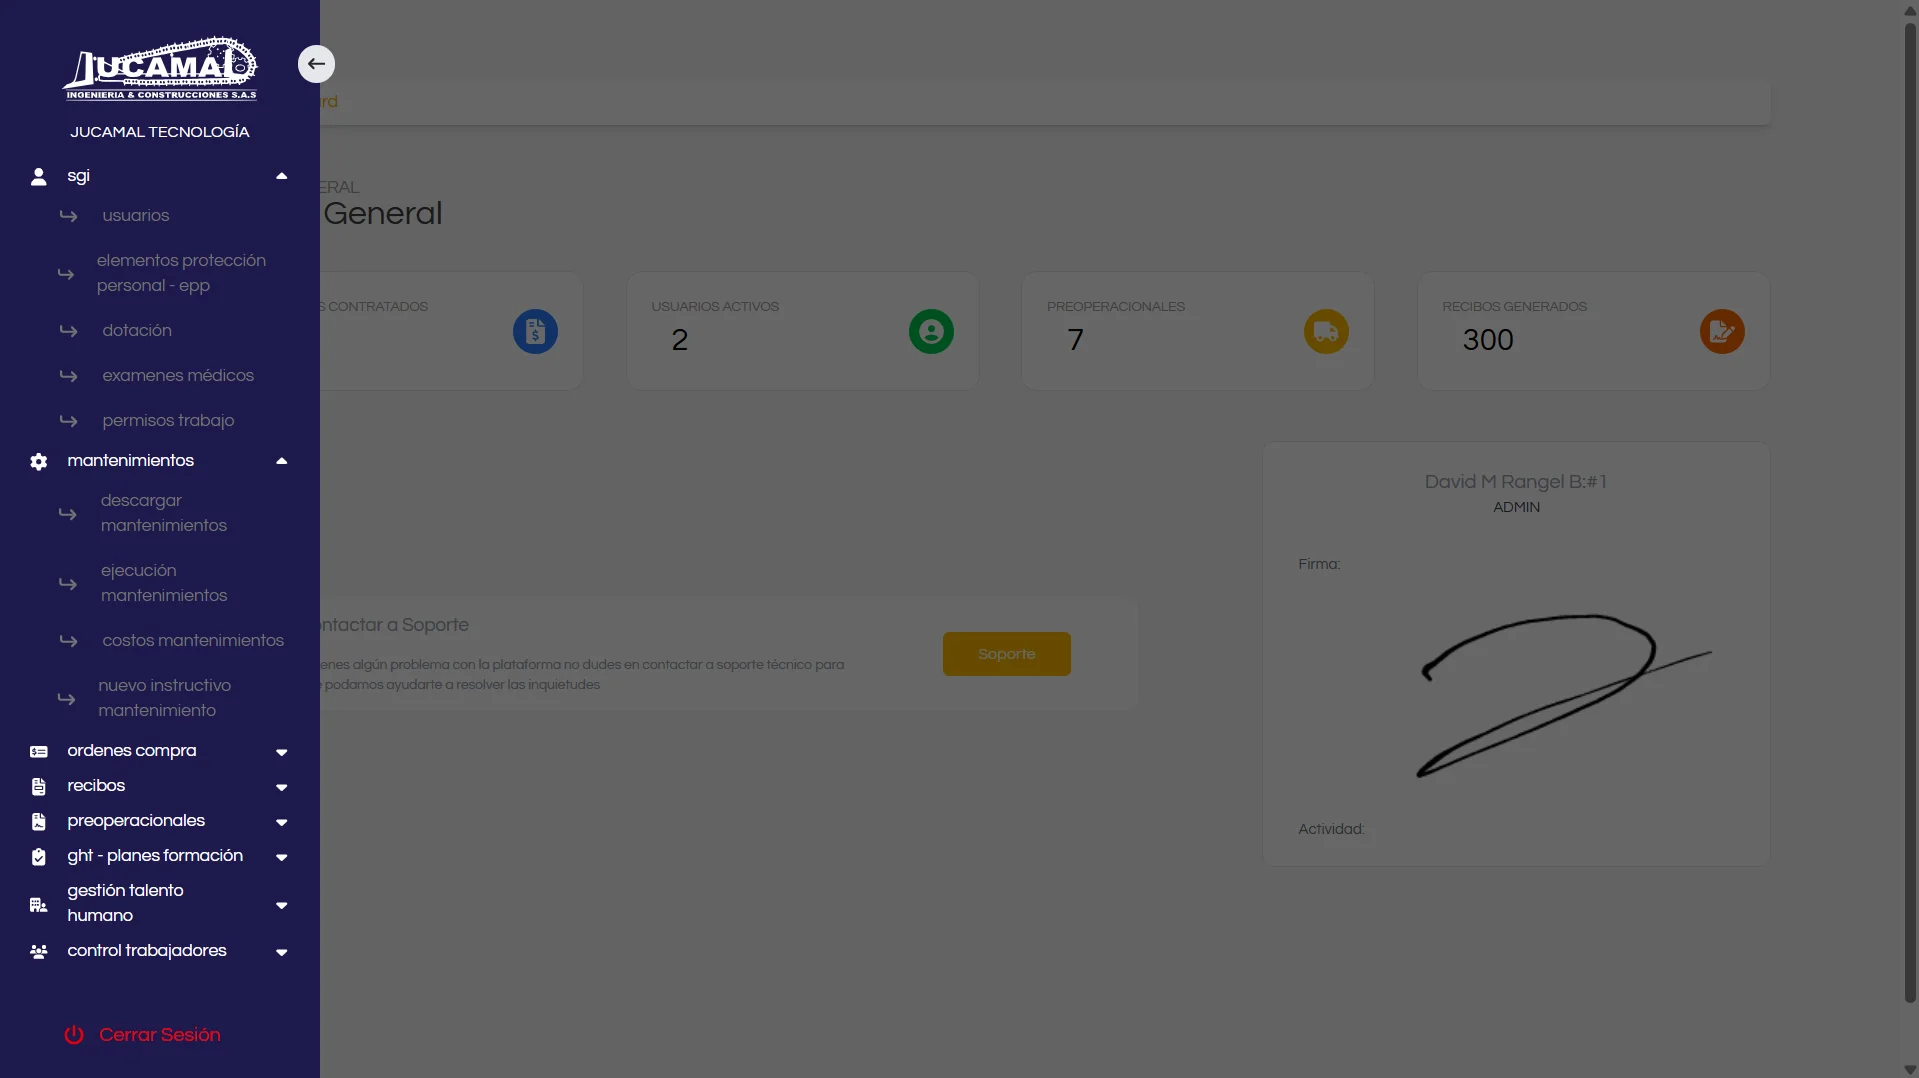 JUCAMAL
INGENIERIA & CONSTRUCCIONES S.A.S
JUCAMAL TECNOLOGÍA
sgi
usuarios
elementos protección
personal - epp
dotación
examenes médicos
permisos trabajo
mantenimientos
descargar
mantenimientos
ejecución
mantenimientos
costos mantenimientos
nuevo instructivo
mantenimiento
ordenes compra
recibos
preoperacionales
ght - planes formación
gestión talento
humano
control trabajadores
Cerrar Sesión
rd
ERAL
General
S CONTRATADOS
USUARIOS ACTIVOS
2
PREOPERACIONALES
7
RECIBOS GENERADOS
300
ontactar a Soporte
enes algún problema con la plataforma no dudes en contactar a soporte técnico para
e podamos ayudarte a resolver las inquietudes
Soporte
David M Rangel B:#1
ADMIN
Firma:
Actividad: